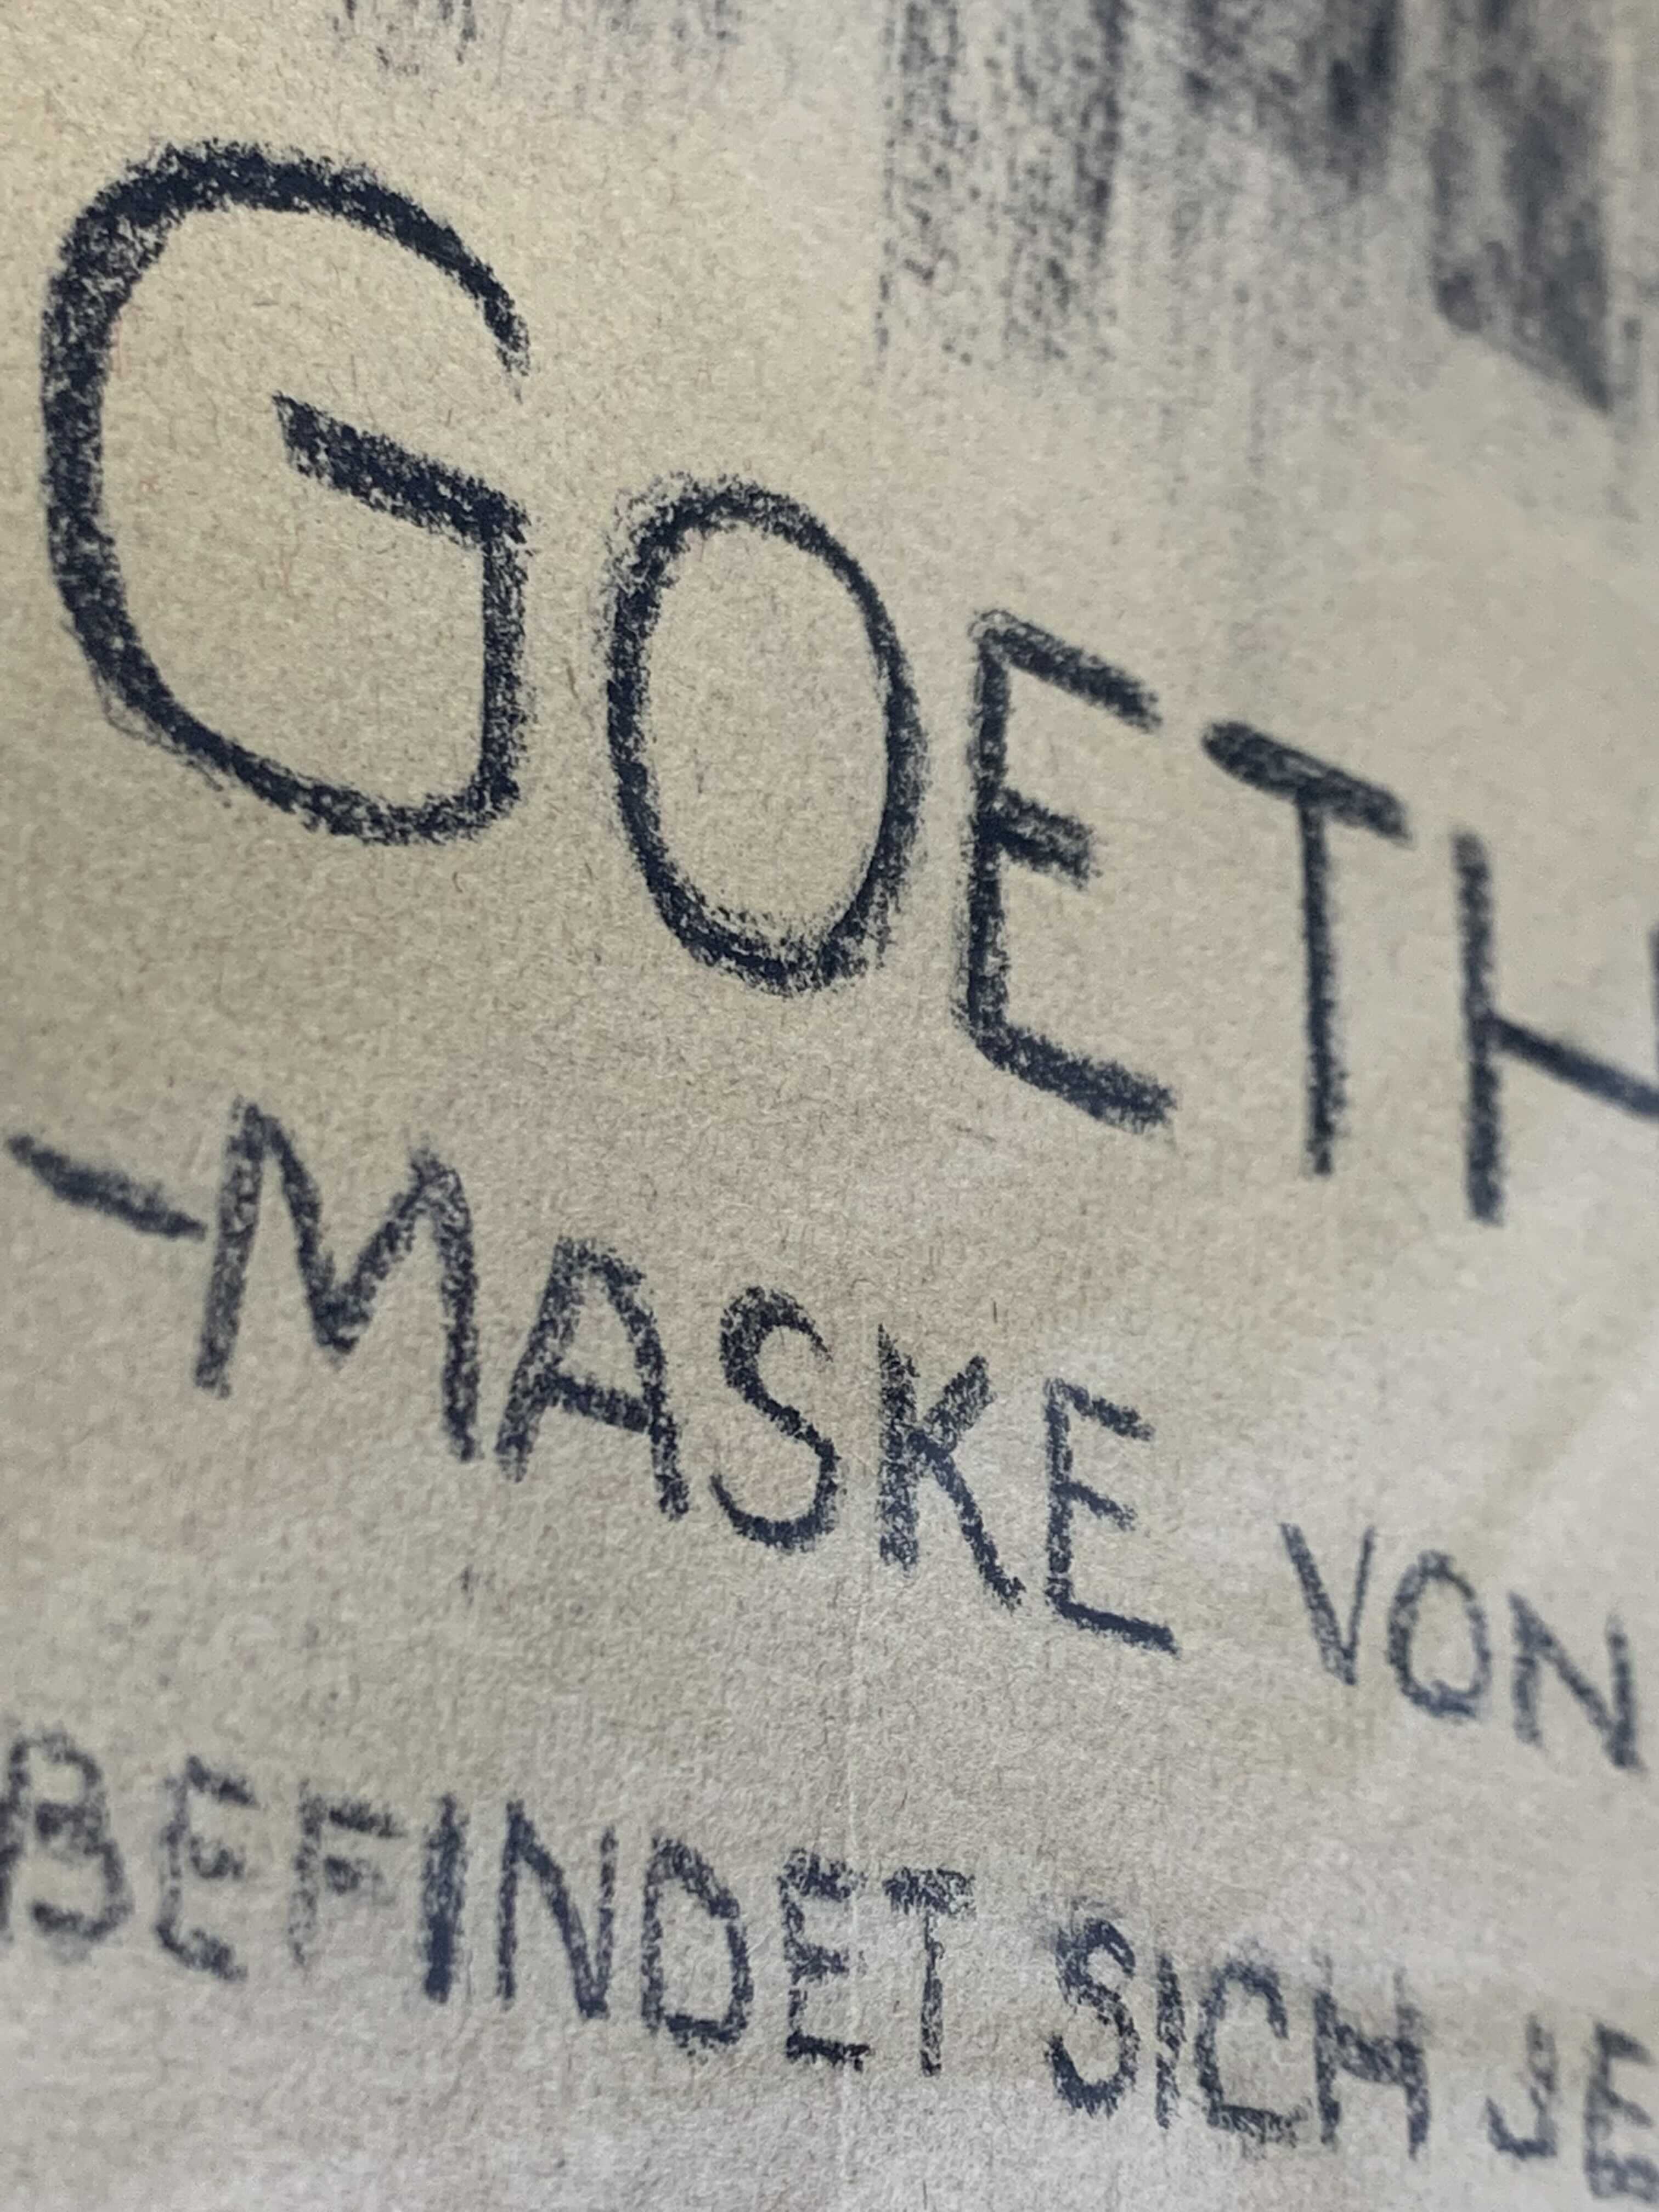 GOETH
-MASKE VON
BEFINDET SICH JE